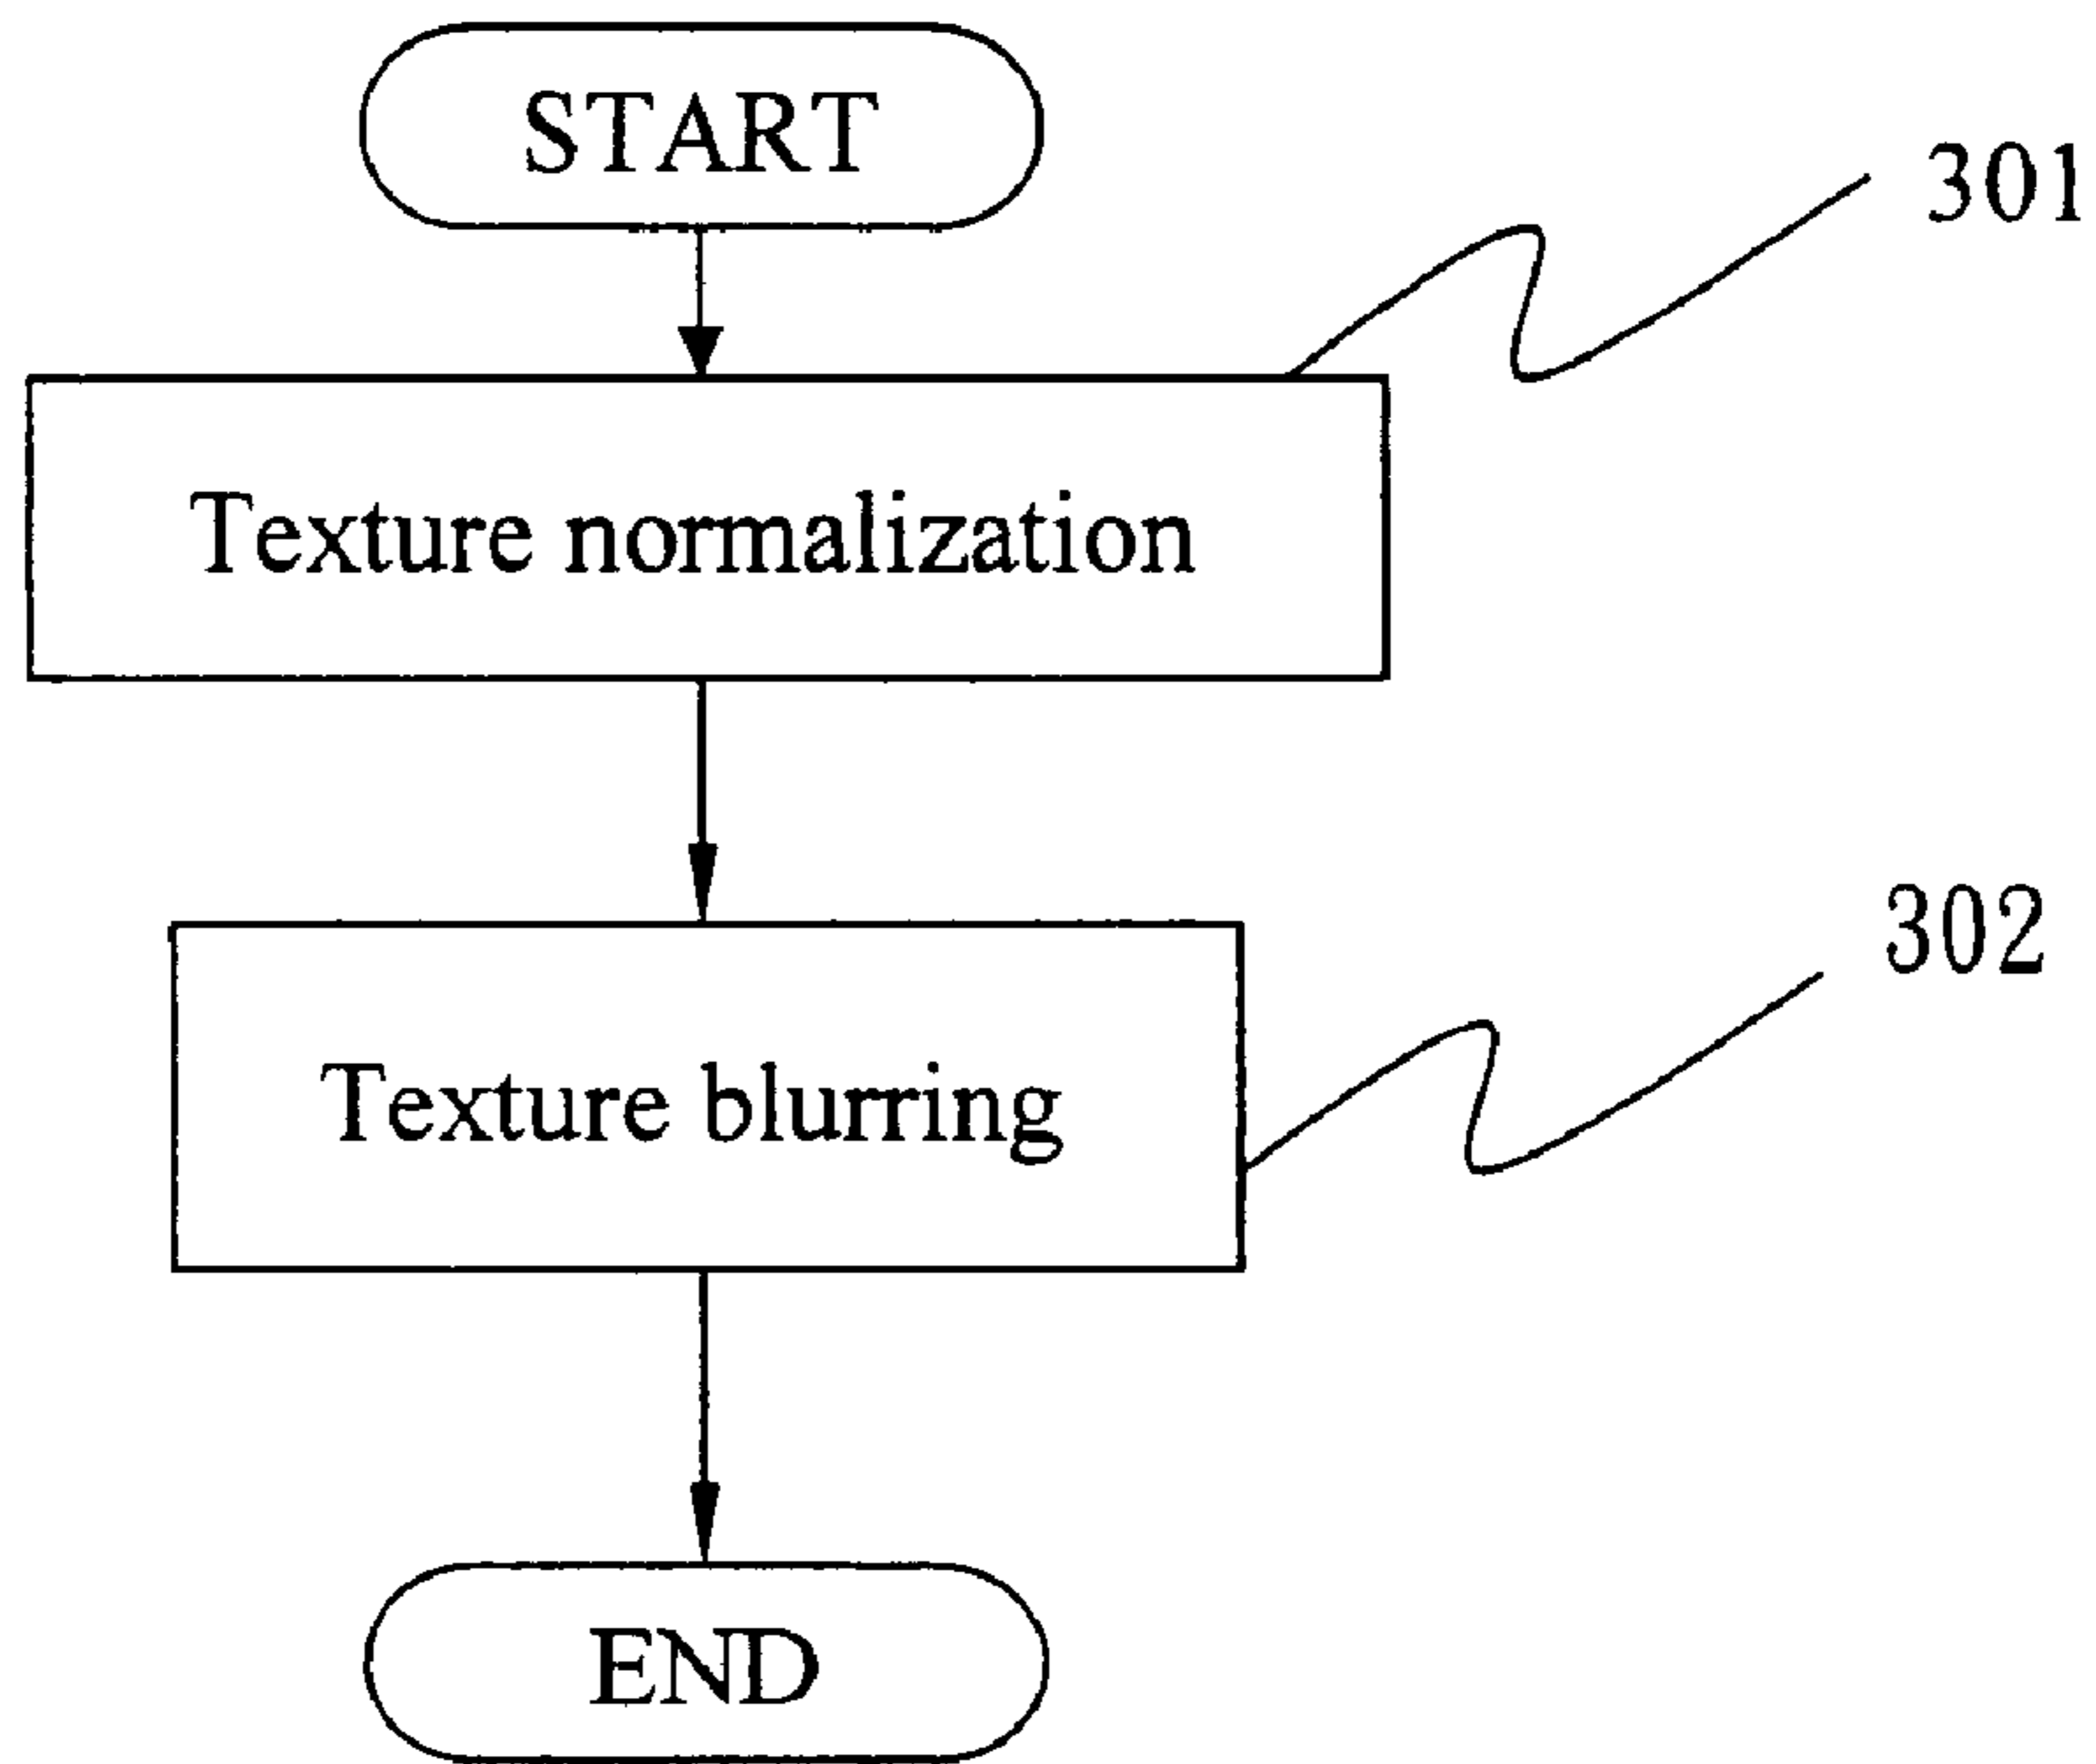 START
301
Texture normalization
302
Texture blurring
END